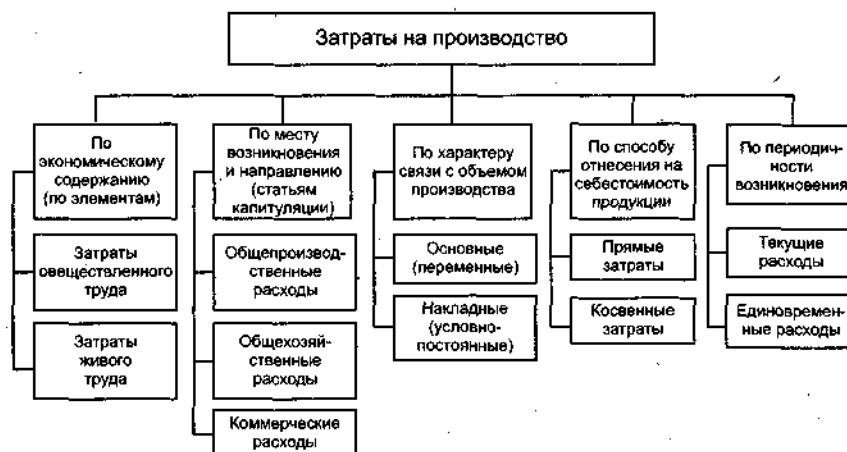 Затраты на производство
По
экономическому
содержанию
(по элементам)
Затраты
овеществленного
труда
Затраты
живого
труда
По месту
возникновения
и направлению
(статьям
капитуляции)
Общепроизвод-
ственные
расходы
Общехозяй-
ственные
расходы
Коммерческие
расходы
По характеру
связи с объемом
производства
Основные
(переменные)
Накладные
(условно-
постоянные)
По способу
отнесения на
себестоимость
продукции
Прямые
затраты
Косвенные
затраты
По периодич-
ности
возникновения
Текущие
расходы
Единовремен-
ные расходы